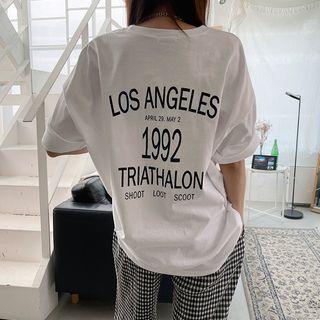 LOS ANGELES
APRIL 29. MAY 2
1992
TRIATHALON
SHOOT LOOT SCOOT